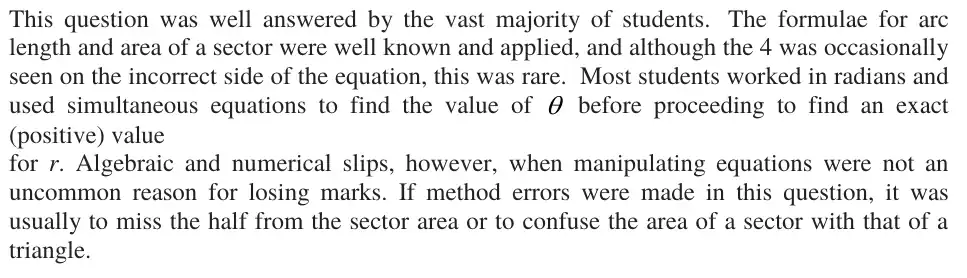 This question was well answered by the vast majority of students. The formulae for arc
length and area of a sector were well known and applied, and although the 4 was occasionally
seen on the incorrect side of the equation, this was rare. Most students worked in radians and
used simultaneous equations to find the value of θ before proceeding to find an exact
(positive) value
for r. Algebraic and numerical slips, however, when manipulating equations were not an
uncommon reason for losing marks. If method errors were made in this question, it was
usually to miss the half from the sector area or to confuse the area of a sector with that of a
triangle.